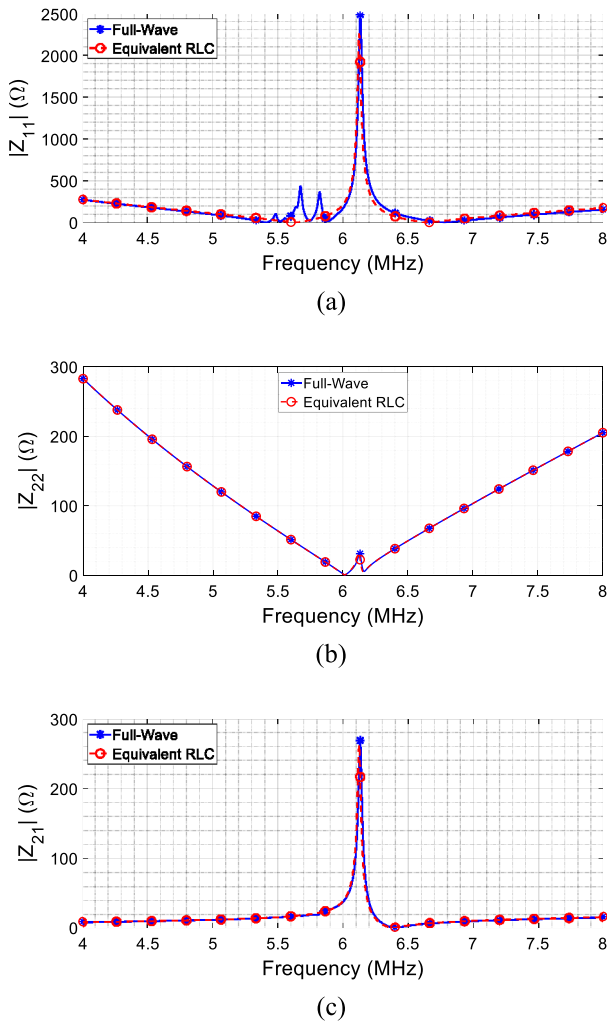 |Z11| (Ω)
2500
2000
1500
1000
500
0
Full-Wave
Equivalent RLC
4 4.5 5 5.5 6 6.5 7 7.5 8
Frequency (MHz)
(a)
|Z22| (Ω)
300
200
100
0
Full-Wave
Equivalent RLC
4 4.5 5 5.5 6 6.5 7 7.5 8
Frequency (MHz)
(b)
|Z21| (Ω)
300
200
100
0
Full-Wave
Equivalent RLC
4 4.5 5 5.5 6 6.5 7 7.5 8
Frequency (MHz)
(c)